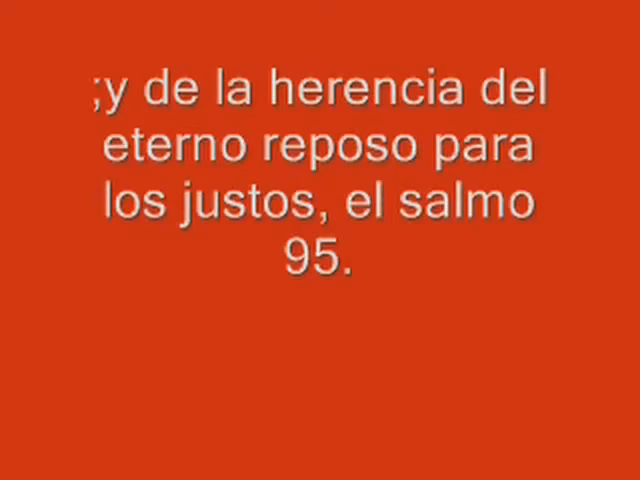 ;y de la herencia del
eterno reposo para
los justos, el salmo
95.